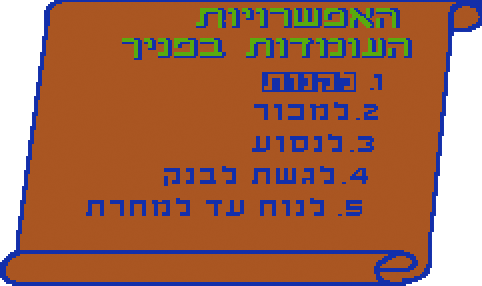 האפשרויות
העומדות בפניך
1. לקנות
2.למכור
3.לנסוע
4.לגשת לבנק
5. לנוח עד למחרת